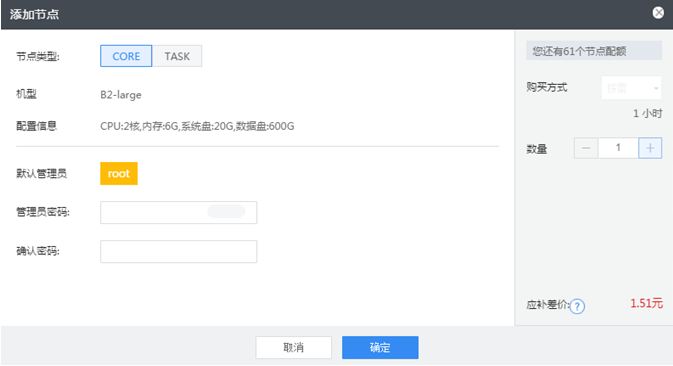 添加节点
节点类型:
CORE
TASK
机型
B2-large
配置信息
CPU:2核,内存:6G,系统盘:20G,数据盘:600G
默认管理员
root
管理员密码:
确认密码:
您还有61个节点配额
购买方式
1 小时
数量
1
应补差价:
?
1.51元
取消
确定